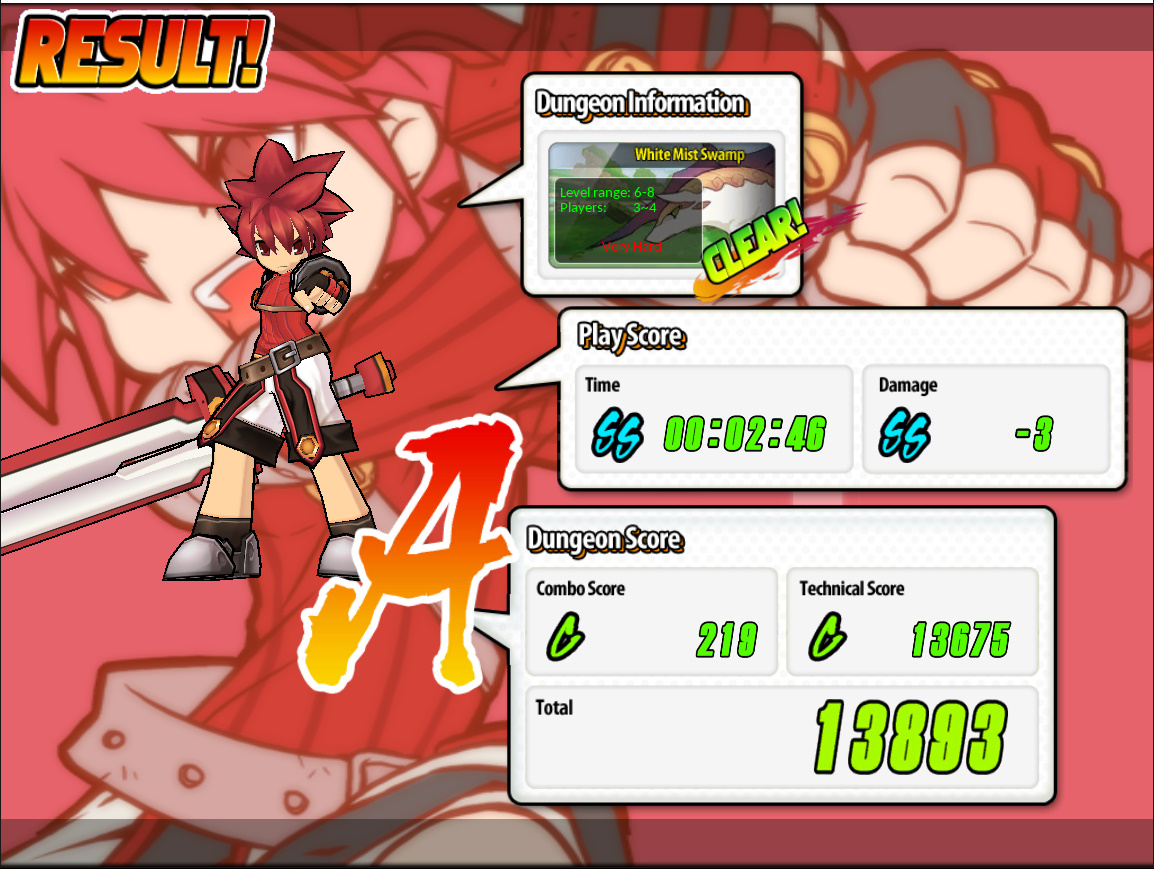 RESULT!
Dungeon Information
White Mist Swamp
Level range: 6-8
Players: 3~4
Very Hard
CLEAR!
Play Score
Time
SS 00:02:46
Damage
SS -3
A
Dungeon Score
Combo Score
C 219
Technical Score
C 13675
Total
13893